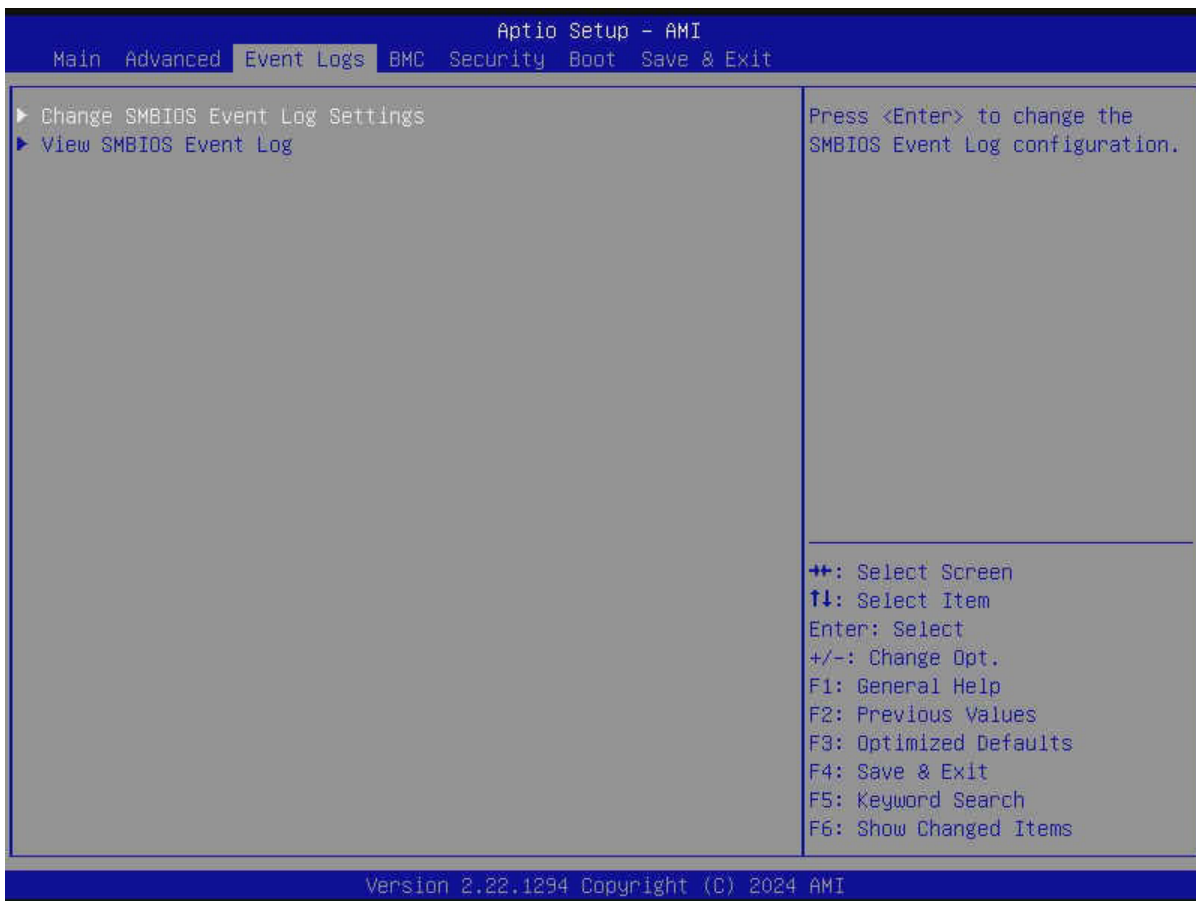 Aptio Setup – AMI
Main Advanced Event Logs BMC Security Boot Save & Exit
▶ Change SMBIOS Event Log Settings
▶ View SMBIOS Event Log
Press <Enter> to change the
SMBIOS Event Log configuration.
→←: Select Screen
↑↓: Select Item
Enter: Select
+/-: Change Opt.
F1: General Help
F2: Previous Values
F3: Optimized Defaults
F4: Save & Exit
F5: Keyword Search
F6: Show Changed Items
Version 2.22.1294 Copyright (C) 2024 AMI